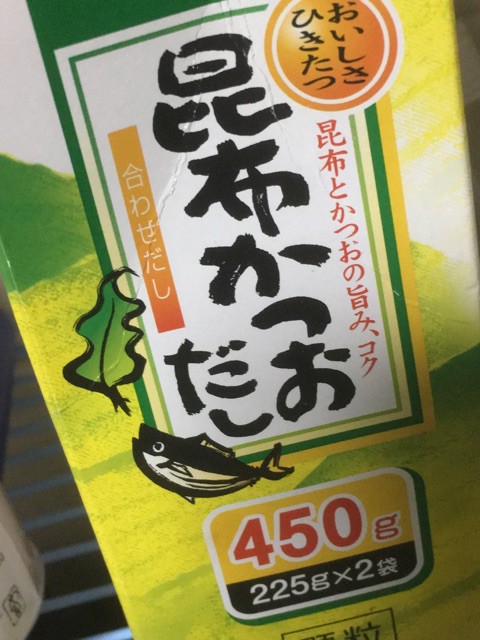 おいしさ
ひきたつ
昆布とかつおの旨み、コク
昆布かつお
だし
合わせだし
450g
225g×2袋
顆粒